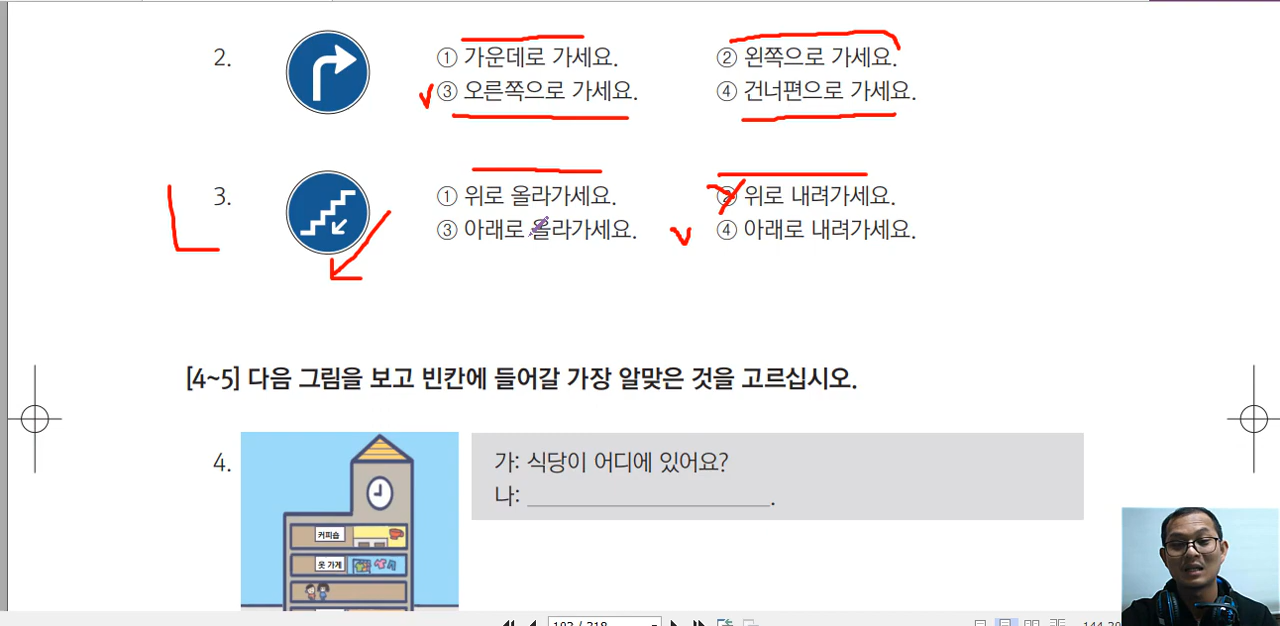 2.
① 가운데로 가세요.
② 왼쪽으로 가세요.
③ 오른쪽으로 가세요.
④ 건너편으로 가세요.
3.
① 위로 올라가세요.
② 위로 내려가세요.
③ 아래로 올라가세요.
④ 아래로 내려가세요.
[4~5] 다음 그림을 보고 빈칸에 들어갈 가장 알맞은 것을 고르십시오.
4.
가: 식당이 어디에 있어요?
나: ____________________.
커피숍
옷 가게